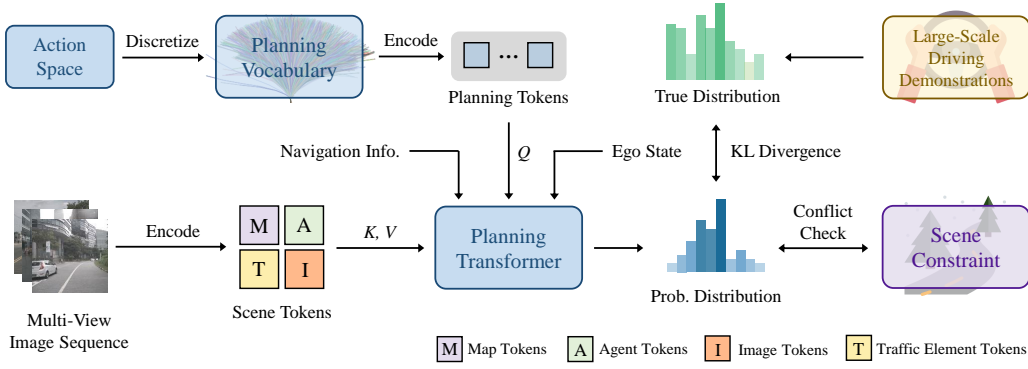 Action
Space
Discretize
Planning
Vocabulary
Encode
...
Planning Tokens
True Distribution
Large-Scale
Driving
Demonstrations
Navigation Info.
Q
Ego State
KL Divergence
Multi-View
Image Sequence
Encode
M
A
T
I
Scene Tokens
K, V
Planning
Transformer
Prob. Distribution
Conflict
Check
Scene
Constraint
M Map Tokens
A Agent Tokens
I Image Tokens
T Traffic Element Tokens